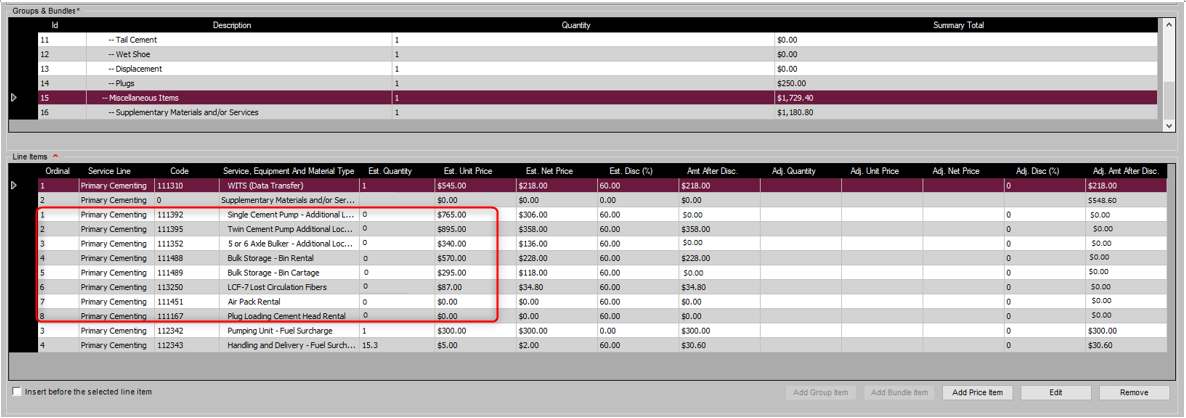 Groups & Bundles*
Id Description Quantity Summary Total
11 -- Tail Cement 1 $0.00
12 -- Wet Shoe 1 $0.00
13 -- Displacement 1 $0.00
14 -- Plugs 1 $250.00
15 -- Miscellaneous Items 1 $1,729.40
16 -- Supplementary Materials and/or Services 1 $1,180.80
Line Items
Ordinal Service Line Code Service, Equipment And Material Type Est. Quantity Est. Unit Price Est. Net Price Est. Disc (%) Amt After Disc. Adj. Quantity Adj. Unit Price Adj. Net Price Adj. Disc (%) Adj. Amt After Disc.
1 Primary Cementing 111310 WITS (Data Transfer) 1 $545.00 $218.00 60.00 $218.00 0 $218.00
2 Primary Cementing 0 Supplementary Materials and/or Ser... $0.00 $0.00 0.00 $0.00 $548.60
1 Primary Cementing 111392 Single Cement Pump - Additional L... 0 $765.00 $306.00 60.00 $0.00 0 $0.00
2 Primary Cementing 111395 Twin Cement Pump Additional Loc... 0 $895.00 $358.00 60.00 $358.00 0 $0.00
3 Primary Cementing 111352 5 or 6 Axle Bulker - Additional Loc... 0 $340.00 $136.00 60.00 $0.00 0 $0.00
4 Primary Cementing 111488 Bulk Storage - Bin Rental 0 $570.00 $228.00 60.00 $228.00 0 $0.00
5 Primary Cementing 111489 Bulk Storage - Bin Cartage 0 $295.00 $118.00 60.00 $0.00 0 $0.00
6 Primary Cementing 113250 LCF-7 Lost Circulation Fibers 0 $87.00 $34.80 60.00 $34.80 0 $0.00
7 Primary Cementing 111451 Air Pack Rental 0 $0.00 $0.00 60.00 $0.00 0 $0.00
8 Primary Cementing 111167 Plug Loading Cement Head Rental 0 $0.00 $0.00 60.00 $0.00 0 $0.00
3 Primary Cementing 112342 Pumping Unit - Fuel Surcharge 1 $300.00 $300.00 0.00 $300.00 0 $300.00
4 Primary Cementing 112343 Handling and Delivery - Fuel Surch... 15.3 $5.00 $2.00 60.00 $30.60 0 $30.60
Insert before the selected line item Add Group Item Add Bundle Item Add Price Item Edit Remove